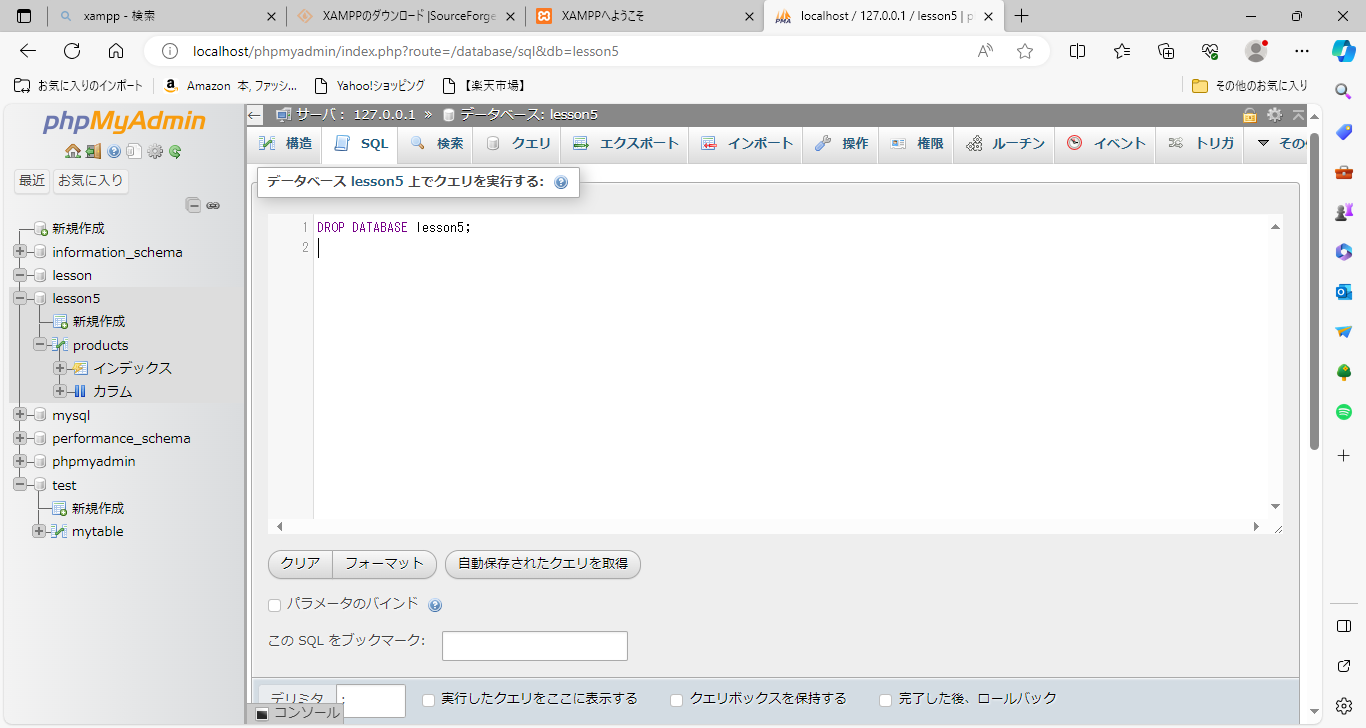 xampp - 検索
XAMPPのダウンロード |SourceForge
XAMPPへようこそ
localhost / 127.0.0.1 / lesson5 | p
localhost/phpmyadmin/index.php?route=/database/sql&db=lesson5
お気に入りのインポート
Amazon 本, ファッシ...
Yahoo!ショッピング
【楽天市場】
その他のお気に入り
phpMyAdmin
最近 お気に入り
新規作成
information_schema
lesson
lesson5
新規作成
products
インデックス
カラム
mysql
performance_schema
phpmyadmin
test
新規作成
mytable
サーバ: 127.0.0.1 » データベース: lesson5
構造 SQL 検索 クエリ エクスポート インポート 操作 権限 ルーチン イベント トリガ その
データベース lesson5 上でクエリを実行する:
1 DROP DATABASE lesson5;
2
クリア フォーマット 自動保存されたクエリを取得
パラメータのバインド
この SQL をブックマーク:
デリミタ ; 実行したクエリをここに表示する クエリボックスを保持する 完了した後、ロールバック
コンソール